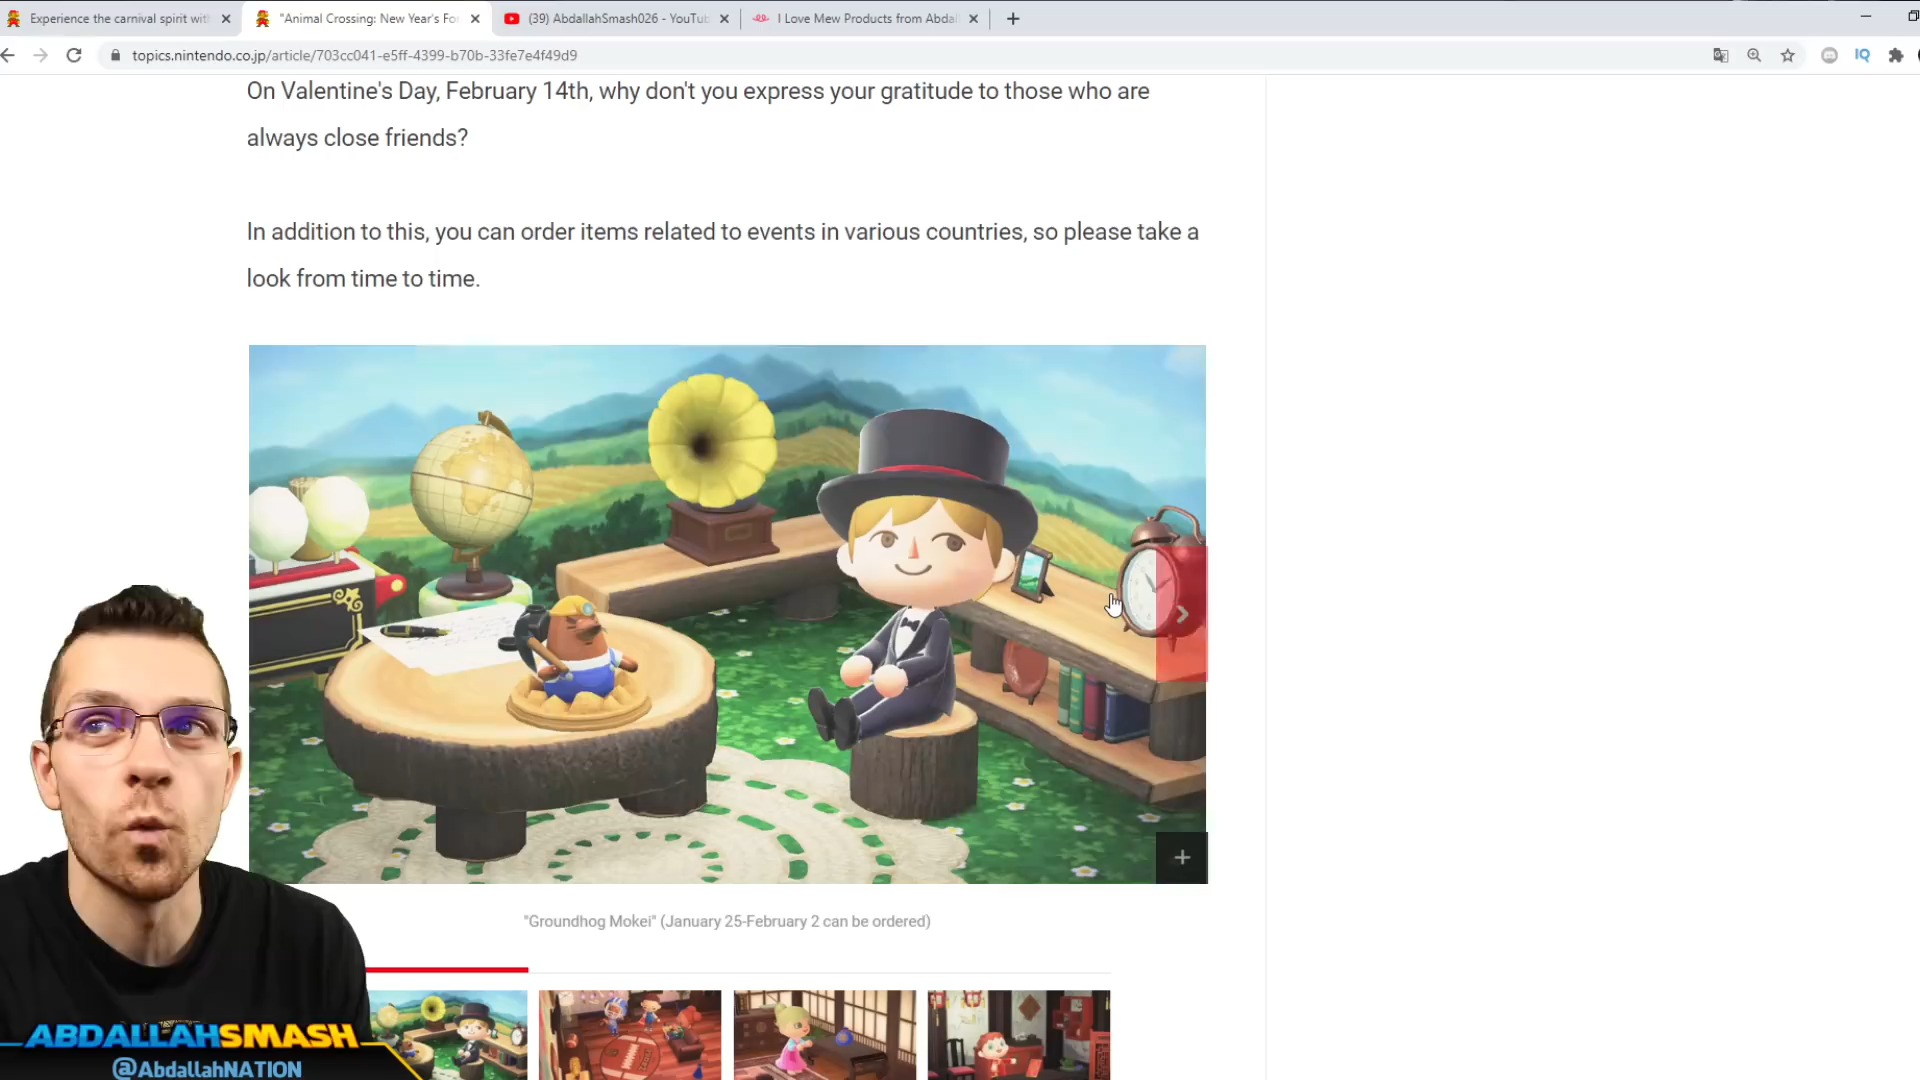 Experience the carnival spirit wit
"Animal Crossing: New Year's Fo
(39) AbdallahSmash026 - YouTu
I Love Mew Products from Abdal
topics.nintendo.co.jp/article/703cc041-e5ff-4399-b70b-33fe7e4f49d9
IQ
On Valentine's Day, February 14th, why don't you express your gratitude to those who are
always close friends?
In addition to this, you can order items related to events in various countries, so please take a
look from time to time.
"Groundhog Mokei" (January 25-February 2 can be ordered)
ABDALLAHSMASH
@AbdallahNATION